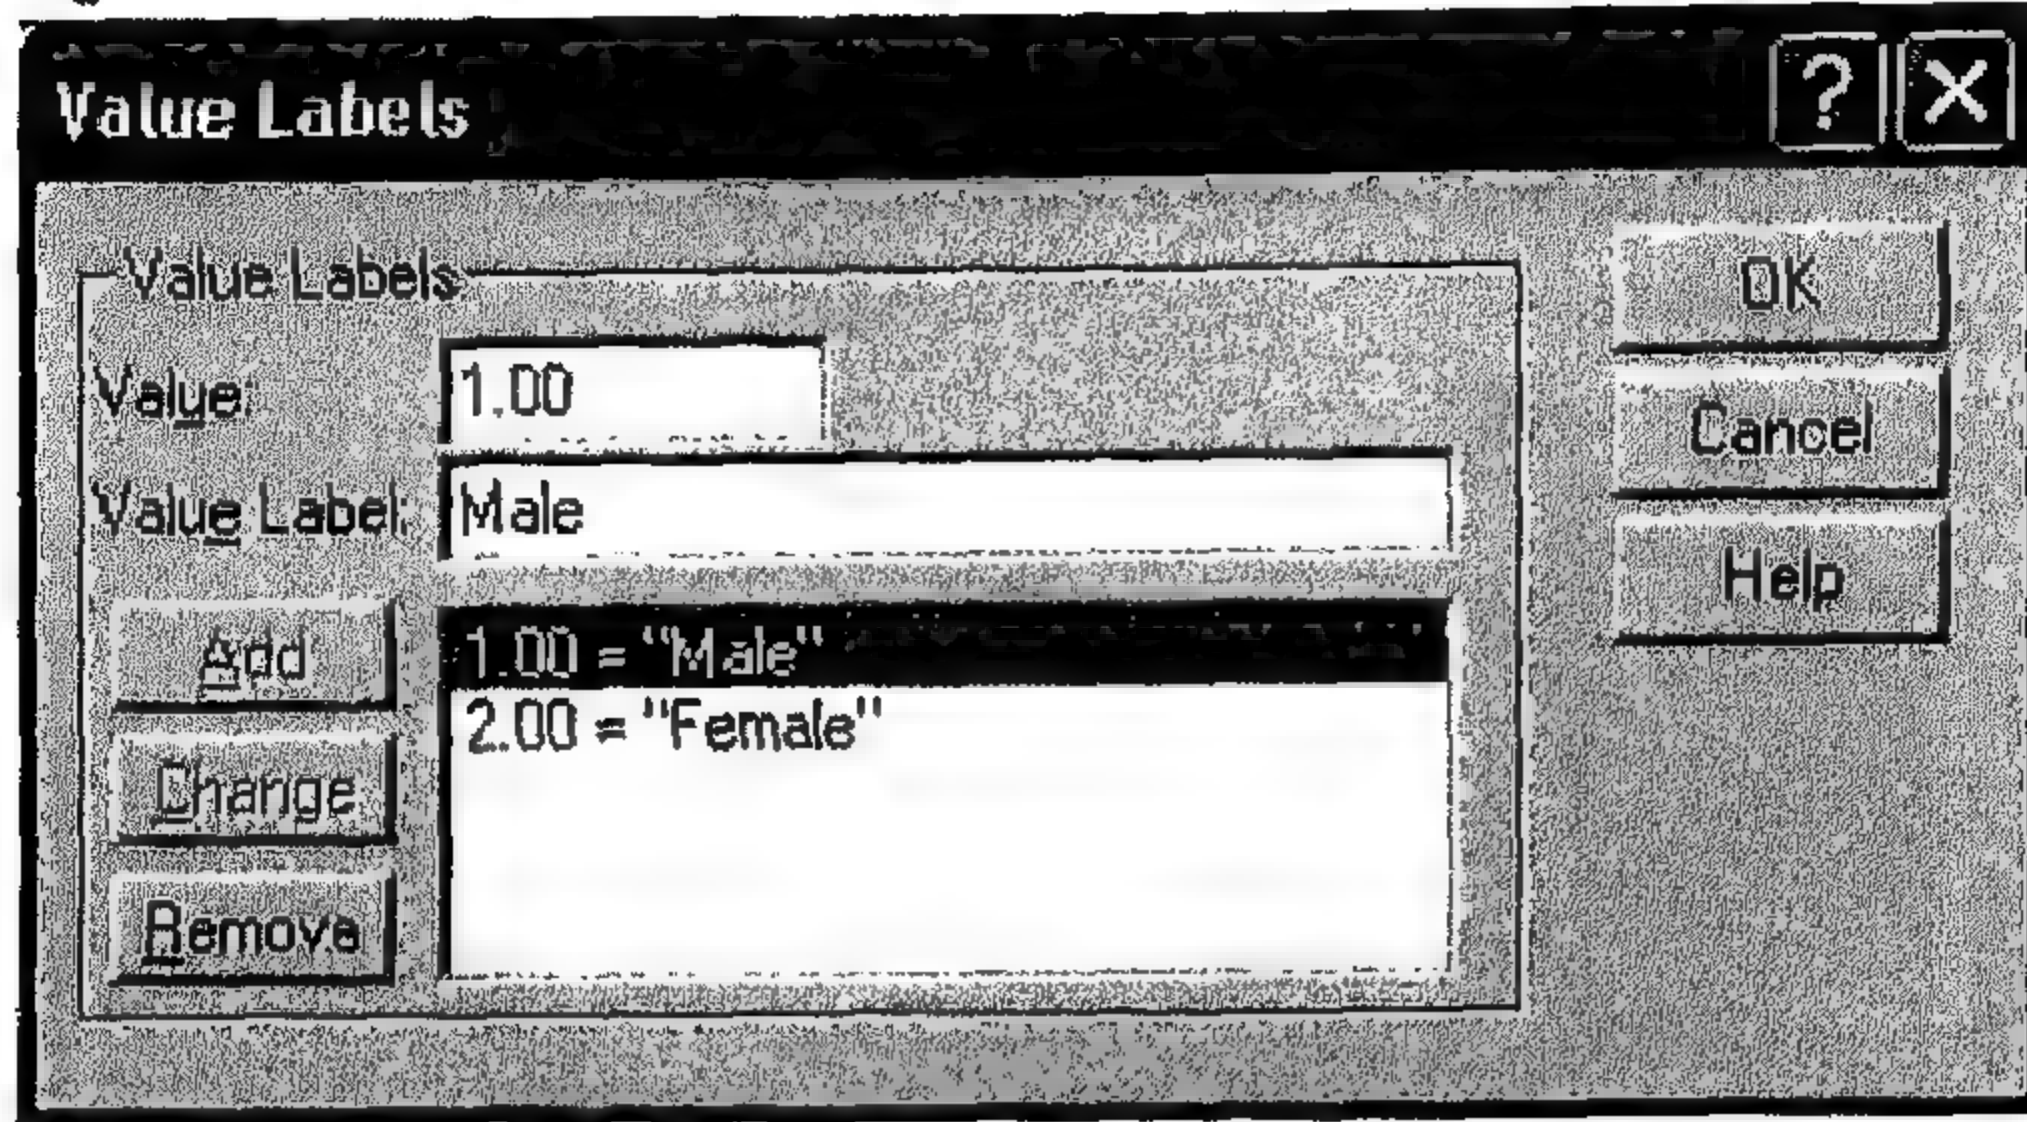 Value Labels
Value Labels
Value: 1.00
Value Label: Male
1.00 = "Male"
2.00 = "Female"
Add
Change
Remove
OK
Cancel
Help